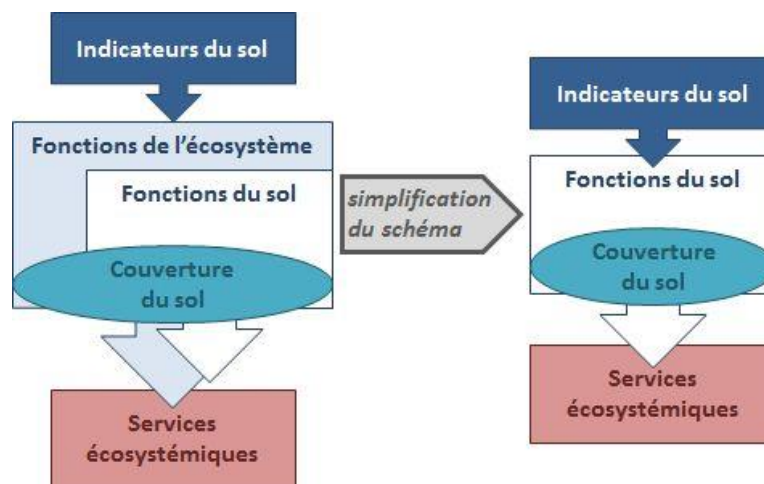 Indicateurs du sol
Fonctions de l'écosystème
Fonctions du sol
Couverture
du sol
Services
écosystémiques
simplification
du schéma
Indicateurs du sol
Fonctions du sol
Couverture
du sol
Services
écosystémiques